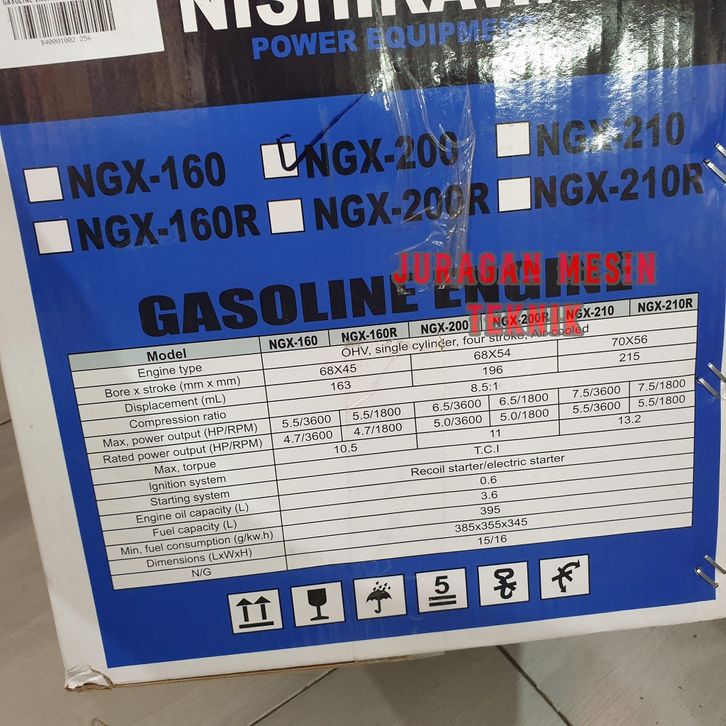 840001002 256
POWER EQUIPMENT
NGX-160 NGX-200 NGX-210
NGX-160R NGX-200R NGX-210R
JURAGAN MESIN
TEKNIK
GASOLINE ENGINE
Model NGX-160 NGX-160R NGX-200 NGX-200R NGX-210 NGX-210R
Engine type OHV, single cylinder, four stroke, Air-cooled
Bore x stroke (mm x mm) 68X45 68X54 70X56
Displacement (mL) 163 196 215
Compression ratio 8.5:1
Max, power output (HP/RPM) 5.5/3600 5.5/1800 6.5/3600 6.5/1800 7.5/3600 7.5/1800
Rated power output (HP/RPM) 4.7/3600 4.7/1800 5.0/3600 5.0/1800 5.5/3600 5.5/1800
Max, torpue 10.5 11 13.2
Ignition system T.C.I
Starting system Recoil starter/electric starter
Engine oil capacity (L) 0.6
Fuel capacity (L) 3.6
Min, fuel consumption (g/kw.h) 395
Dimensions (LxWxH) 385x355x345
N/G 15/16
5